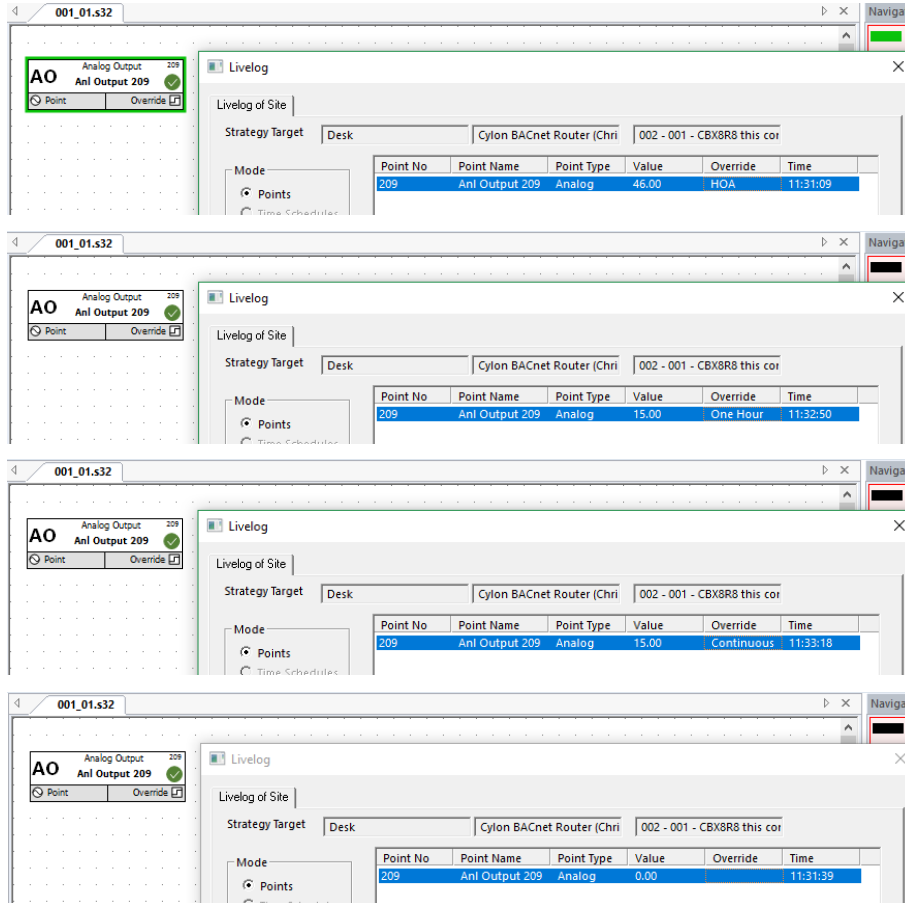 001_01.s32
Naviga
AO Analog Output 209
Anl Output 209
Point Override
Livelog
Livelog of Site
Strategy Target Desk Cylon BACnet Router (Chri 002 - 001 - CBX8R8 this cor
Mode
Points
Time Schedules
Point No Point Name Point Type Value Override Time
209 Anl Output 209 Analog 46.00 HOA 11:31:09
001_01.s32
Naviga
AO Analog Output 209
Anl Output 209
Point Override
Livelog
Livelog of Site
Strategy Target Desk Cylon BACnet Router (Chri 002 - 001 - CBX8R8 this cor
Mode
Points
Time Schedules
Point No Point Name Point Type Value Override Time
209 Anl Output 209 Analog 15.00 One Hour 11:32:50
001_01.s32
Naviga
AO Analog Output 209
Anl Output 209
Point Override
Livelog
Livelog of Site
Strategy Target Desk Cylon BACnet Router (Chri 002 - 001 - CBX8R8 this cor
Mode
Points
Time Schedules
Point No Point Name Point Type Value Override Time
209 Anl Output 209 Analog 15.00 Continuous 11:33:18
001_01.s32
Naviga
AO Analog Output 209
Anl Output 209
Point Override
Livelog
Livelog of Site
Strategy Target Desk Cylon BACnet Router (Chri 002 - 001 - CBX8R8 this cor
Mode
Points
Point No Point Name Point Type Value Override Time
209 Anl Output 209 Analog 0.00 11:31:39